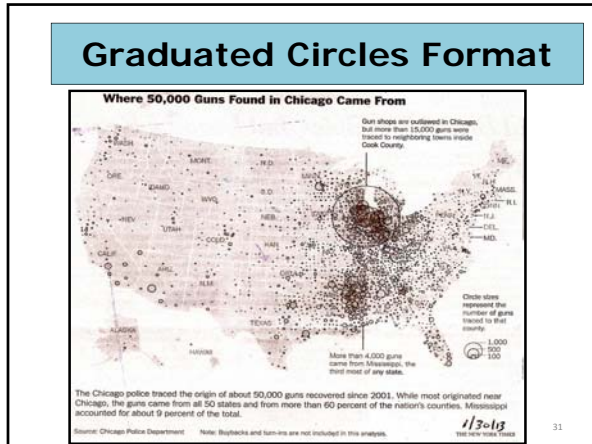 Graduated Circles Format
Where 50,000 Guns Found in Chicago Came From
Gun shops are outlawed in Chicago,
but more than 15,000 guns were
traced to neighboring towns inside
Cook County.
WASH.
MONT.
N.D.
MINN.
ME.
ORE.
IDAHO
S.D.
N.Y.
N.H.
MASS.
WYO.
R.I.
NEV.
NEB.
CONN.
UTAH
N.J.
COLO.
DEL.
KAN.
MD.
CALIF.
ARIZ.
N.M.
TEXAS
ALASKA
HAWAII
Circle sizes
represent the
number of guns
traced to that
county.
1,000
500
100
More than 4,000 guns
came from Mississippi, the
third most of any state.
The Chicago police traced the origin of about 50,000 guns recovered since 2001. While most originated near
Chicago, the guns came from all 50 states and from more than 60 percent of the nation's counties. Mississippi
accounted for about 9 percent of the total.
1/30/13
Source: Chicago Police Department Note: Buybacks and turn-ins are not included in this analysis.
THE NEW YORK TIMES
31